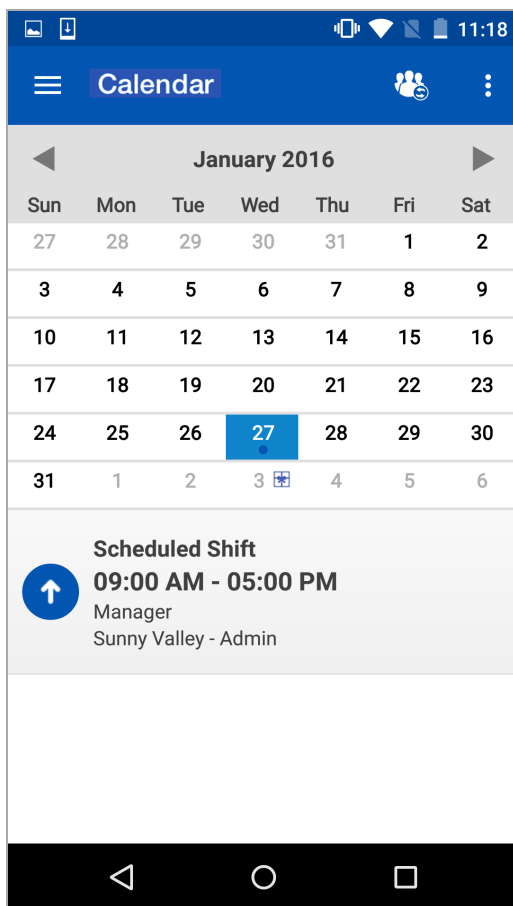 11:18
Calendar
January 2016
Sun Mon Tue Wed Thu Fri Sat
27 28 29 30 31 1 2
3 4 5 6 7 8 9
10 11 12 13 14 15 16
17 18 19 20 21 22 23
24 25 26 27 28 29 30
31 1 2 3 4 5 6
Scheduled Shift
09:00 AM - 05:00 PM
Manager
Sunny Valley - Admin